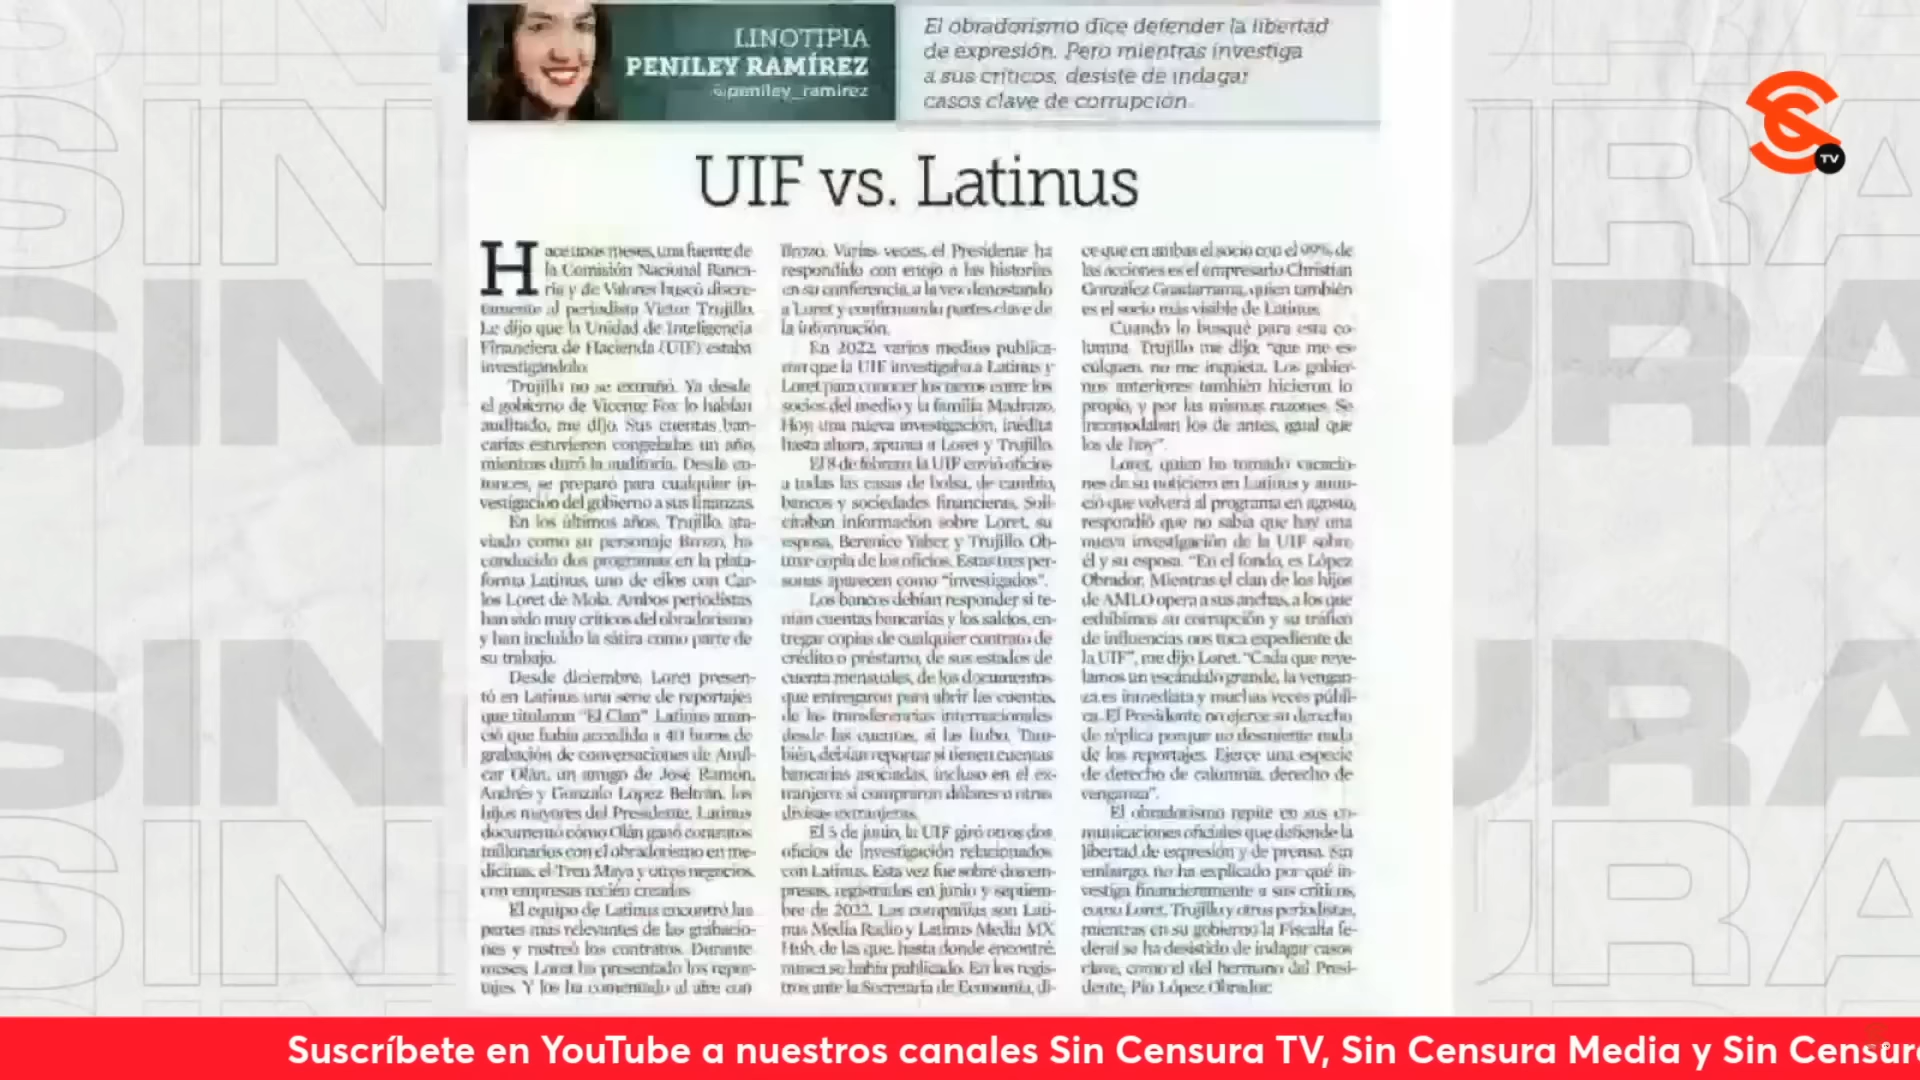 LINOTIPIA
PENILEY RAMÍREZ
@peniley_ramirez
El obradorismo dice defender la libertad
de expresión. Pero mientras investiga
a sus críticos, desiste de indagar
casos clave de corrupción.
UIF vs. Latinus
Hace unos meses, una fuente de
la Comisión Nacional Banca-
ria y de Valores buscó discre-
tamente al periodista Víctor Trujillo.
Le dijo que la Unidad de Inteligencia
Financiera de Hacienda (UIF) estaba
investigándolo.
Trujillo no se extrañó. Ya desde
el gobierno de Vicente Fox lo habían
auditado, me dijo. Sus cuentas ban-
carias estuvieron congeladas un año,
mientras duró la auditoría. Desde en-
tonces, se preparó para cualquier in-
vestigación del gobierno a sus finanzas.
En los últimos años, Trujillo, ata-
viado como su personaje Brozo, ha
conducido dos programas en la plata-
forma Latinus, uno de ellos con Car-
los Loret de Mola. Ambos periodistas
han sido muy críticos del obradorismo
y han incluido la sátira como parte de
su trabajo.
Desde diciembre, Loret presen-
tó en Latinus una serie de reportajes
que titularon "El Clan". Latinus anun-
ció que había accedido a 40 horas de
grabación de conversaciones de Amíl-
car Olán, un amigo de José Ramón,
Andrés y Gonzalo López Beltrán, los
hijos mayores del Presidente. Latinus
documentó cómo Olán ganó contratos
millonarios con el obradorismo en me-
dicinas, el Tren Maya y otros negocios,
con empresas recién creadas.
El equipo de Latinus encontró las
partes más relevantes de las grabacio-
nes y rastreó los contratos. Durante
meses, Loret ha presentado los repor-
tajes. Y los ha comentado al aire con
Brozo. Varias veces, el Presidente ha
respondido con enojo a las historias
en su conferencia, a la vez denostando
a Loret y confirmando partes clave de
la información.
En 2022, varios medios publica-
ron que la UIF investigaba a Latinus y
Loret para conocer los nexos entre los
socios del medio y la familia Madrazo.
Hoy, una nueva investigación, inédita
hasta ahora, apunta a Loret y Trujillo.
El 8 de febrero, la UIF envió oficios
a todas las casas de bolsa, de cambio,
bancos y sociedades financieras. Soli-
citaban información sobre Loret, su
esposa, Berenice Yaber, y Trujillo. Ob-
tuve copia de los oficios. Estas tres per-
sonas aparecen como "investigados".
Los bancos debían responder si te-
nían cuentas bancarias y los saldos, en-
tregar copias de cualquier contrato de
crédito o préstamo, de sus estados de
cuenta mensuales, de los documentos
que entregaron para abrir las cuentas,
de las transferencias internacionales
desde las cuentas, si las hubo. Tam-
bién, debían reportar si tienen cuentas
bancarias asociadas, incluso en el ex-
tranjero; si compraron dólares u otras
divisas extranjeras.
El 5 de junio, la UIF giró otros dos
oficios de investigación relacionados
con Latinus. Esta vez fue sobre dos em-
presas, registradas en junio y septiem-
bre de 2022. Las compañías son Lati-
nus Media Radio y Latinus Media MX
Hub, de las que, hasta donde encontré,
nunca se había publicado. En los regis-
tros ante la Secretaría de Economía, di-
ce que en ambas el socio con el 99% de
las acciones es el empresario Christian
González Guadarrama, quien también
es el socio más visible de Latinus.
Cuando lo busqué para esta co-
lumna, Trujillo me dijo: "que me es-
culquen, no me inquieta. Los gobier-
nos anteriores también hicieron lo
propio, y por las mismas razones. Se
incomodaban los de antes, igual que
los de hoy".
Loret, quien ha tomado vacacio-
nes de su noticiero en Latinus y anun-
ció que volverá al programa en agosto,
respondió que no sabía que hay una
nueva investigación de la UIF sobre
él y su esposa. "En el fondo, es López
Obrador. Mientras el clan de los hijos
de AMLO opera a sus anchas, a los que
exhibimos su corrupción y su tráfico
de influencias nos toca expediente de
la UIF", me dijo Loret. "Cada que reve-
lamos un escándalo grande, la vengan-
za es inmediata y muchas veces públi-
ca. El Presidente no ejerce su derecho
de réplica porque no desmiente nada
de los reportajes. Ejerce una especie
de derecho de calumnia, derecho de
venganza".
El obradorismo repite en sus co-
municaciones oficiales que defiende la
libertad de expresión y de prensa. Sin
embargo, no ha explicado por qué in-
vestiga financieramente a sus críticos,
como Loret, Trujillo y otros periodistas,
mientras en su gobierno la Fiscalía fe-
deral se ha desistido de indagar casos
clave, como el del hermano del Presi-
dente, Pío López Obrador.
TV
Suscríbete en YouTube a nuestros canales Sin Censura TV, Sin Censura Media y Sin Censura